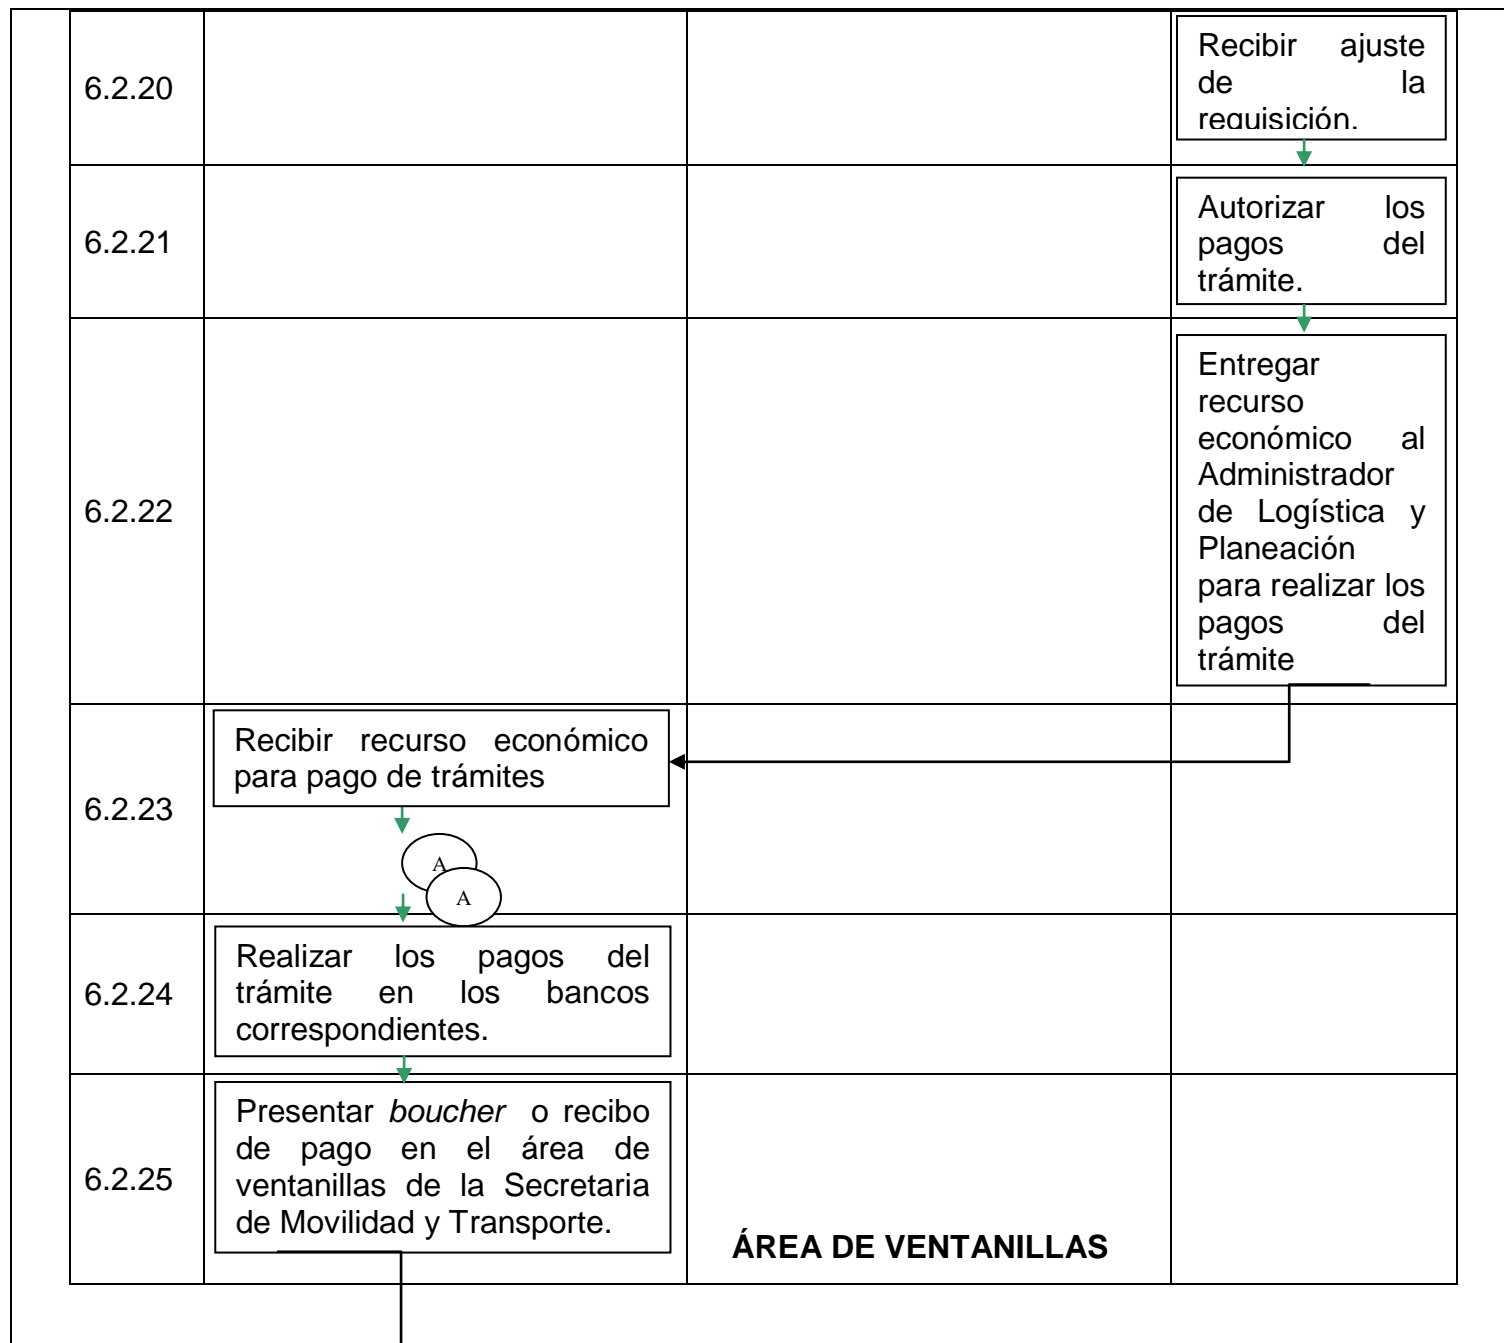 6.2.20
Recibir ajuste
de la
requisición.
6.2.21
Autorizar los
pagos del
trámite.
6.2.22
Entregar
recurso
económico al
Administrador
de Logística y
Planeación
para realizar los
pagos del
trámite
6.2.23
Recibir recurso económico
para pago de trámites
A
A
6.2.24
Realizar los pagos del
trámite en los bancos
correspondientes.
6.2.25
Presentar boucher o recibo
de pago en el área de
ventanillas de la Secretaria
de Movilidad y Transporte.
ÁREA DE VENTANILLAS